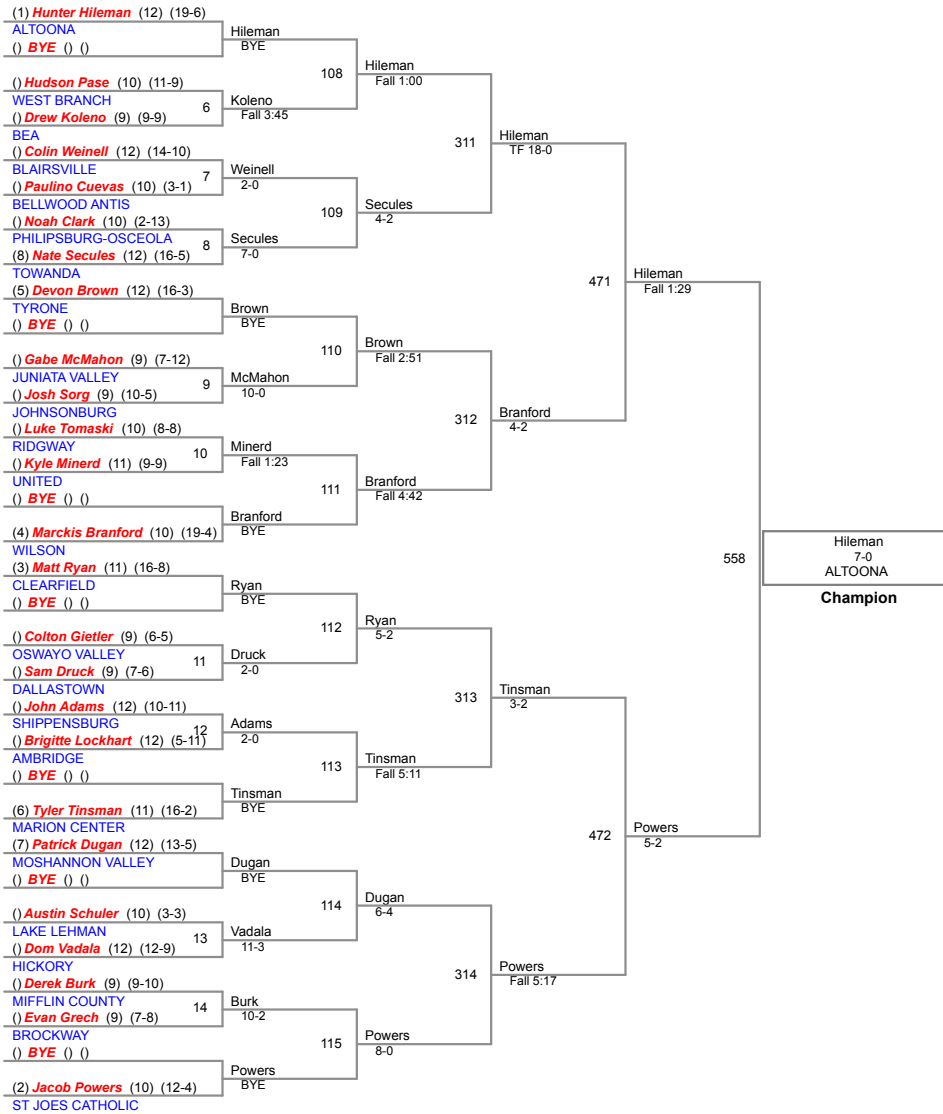 (1) Hunter Hileman (12) (19-6)
ALTOONA
() BYE () ()
() Hudson Pase (10) (11-9)
WEST BRANCH
() Drew Koleno (9) (9-9)
BEA
() Colin Weinell (12) (14-10)
BLAIRSVILLE
() Paulino Cuevas (10) (3-1)
BELLWOOD ANTIS
() Noah Clark (10) (2-13)
PHILIPSBURG-OSCEOLA
(8) Nate Secules (12) (16-5)
TOWANDA
(5) Devon Brown (12) (16-3)
TYRONE
() BYE () ()
() Gabe McMahon (9) (7-12)
JUNIATA VALLEY
() Josh Sorg (9) (10-5)
JOHNSONBURG
() Luke Tomaski (10) (8-8)
RIDGWAY
() Kyle Minerd (11) (9-9)
UNITED
() BYE () ()
(4) Marckis Branford (10) (19-4)
WILSON
(3) Matt Ryan (11) (16-8)
CLEARFIELD
() BYE () ()
() Colton Gietler (9) (6-5)
OSWAYO VALLEY
() Sam Druck (9) (7-6)
DALLASTOWN
() John Adams (12) (10-11)
SHIPPENSBURG
() Brigitte Lockhart (12) (5-11)
AMBRIDGE
() BYE () ()
(6) Tyler Tinsman (11) (16-2)
MARION CENTER
(7) Patrick Dugan (12) (13-5)
MOSHANNON VALLEY
() BYE () ()
() Austin Schuler (10) (3-3)
LAKE LEHMAN
() Dom Vadala (12) (12-9)
HICKORY
() Derek Burk (9) (9-10)
MIFFLIN COUNTY
() Evan Grech (9) (7-8)
BROCKWAY
() BYE () ()
(2) Jacob Powers (10) (12-4)
ST JOES CATHOLIC
6
7
8
9
10
11
12
13
14
Hileman
BYE
Koleno
Fall 3:45
Weinell
2-0
Secules
7-0
Brown
BYE
McMahon
10-0
Minerd
Fall 1:23
Branford
BYE
Ryan
BYE
Druck
2-0
Adams
2-0
Tinsman
BYE
Dugan
BYE
Vadala
11-3
Burk
10-2
Powers
BYE
108
109
110
111
112
113
114
115
Hileman
Fall 1:00
Secules
4-2
Brown
Fall 2:51
Branford
Fall 4:42
Ryan
5-2
Tinsman
Fall 5:11
Dugan
6-4
Powers
8-0
311
312
313
314
Hileman
TF 18-0
Branford
4-2
Tinsman
3-2
Powers
Fall 5:17
471
472
Hileman
Fall 1:29
Powers
5-2
558
Hileman
7-0
ALTOONA
Champion